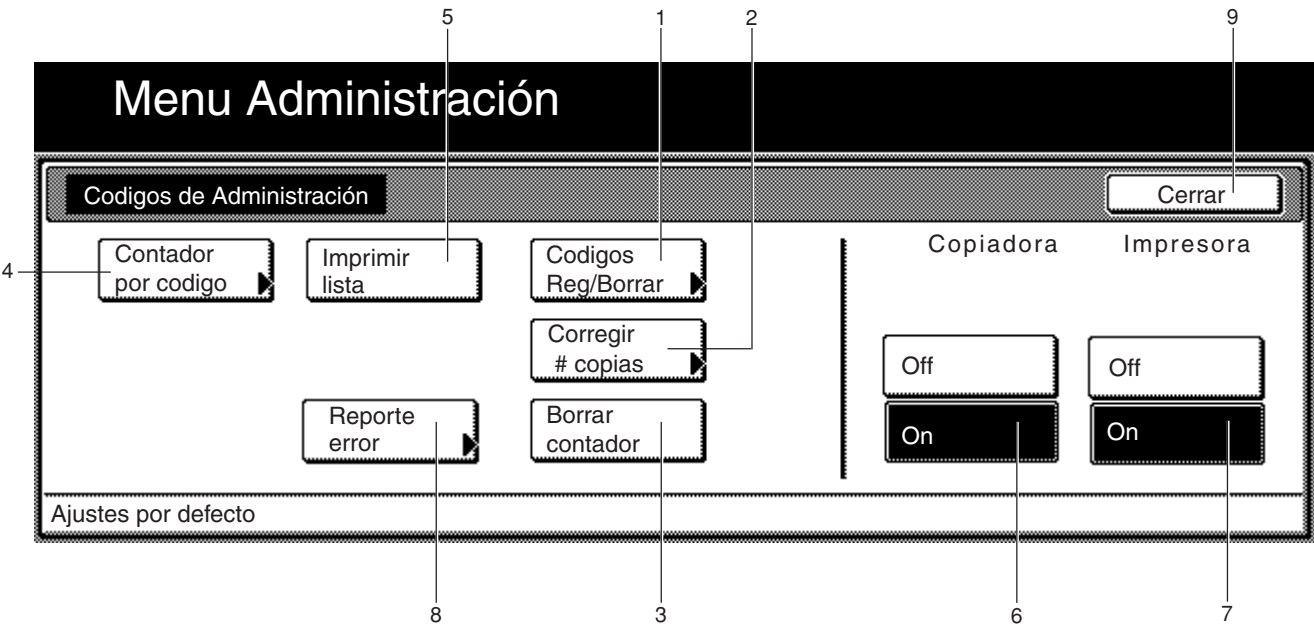 5 1 2 9
Menu Administración
Codigos de Administración
Cerrar
4
Contador
por codigo
Imprimir
lista
Codigos
Reg/Borrar
Corregir
# copias
Reporte
error
Borrar
contador
Copiadora
Impresora
Off
Off
On
On
Ajustes por defecto
8 3 6 7